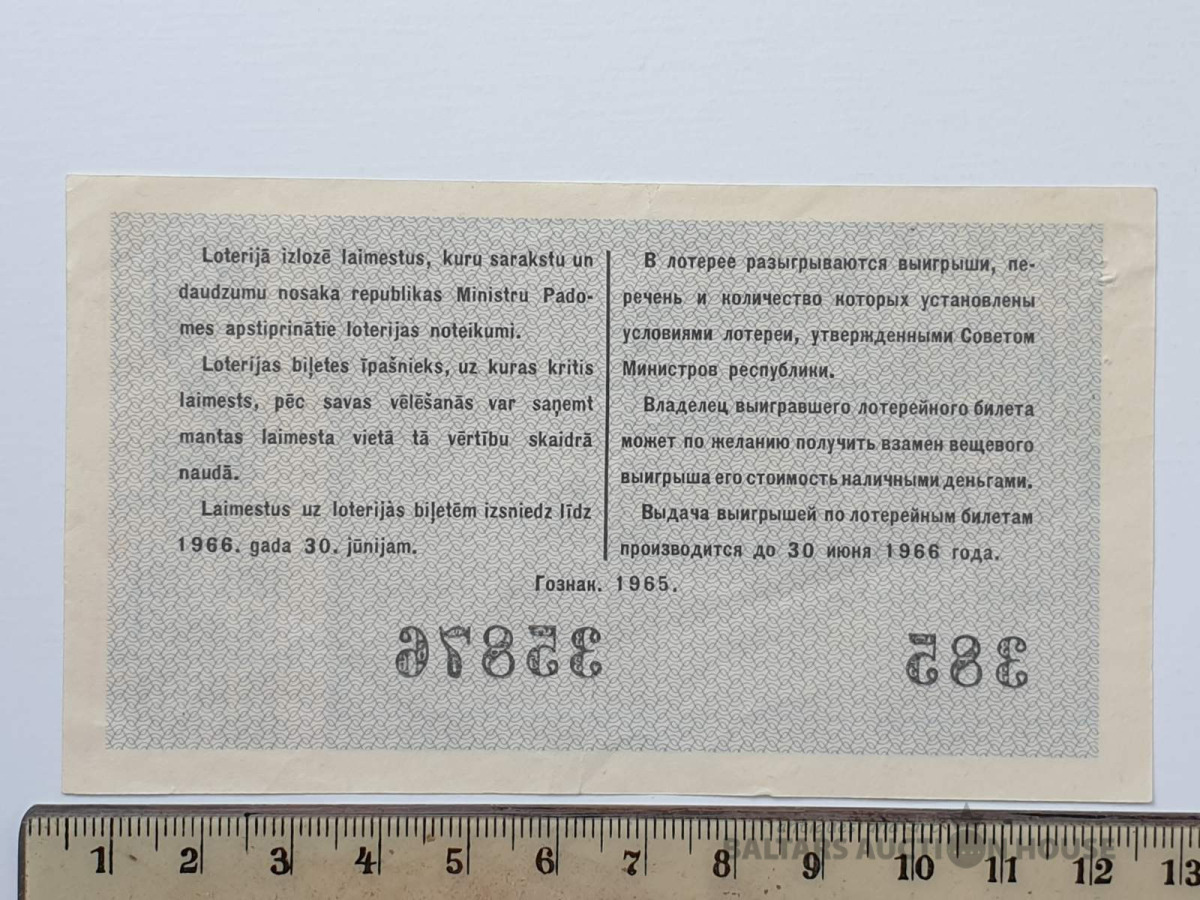 Loterijā izlozē laimestus, kuru sarakstu un
daudzumu nosaka republikas Ministru Pado-
mes apstiprinātie loterijas noteikumi.
Loterijas biļetes īpašnieks, uz kuras kritis
laimests, pēc savas vēlēšanās var saņemt
mantas laimesta vietā tā vērtību skaidrā
naudā.
Laimestus uz loterijas biļetēm izsniedz līdz
1966. gada 30. jūnijam.
В лотерее разыгрываются выигрыши, пе-
речень и количество которых установлены
условиями лотереи, утвержденными Советом
Министров республики.
Владелец выигравшего лотерейного билета
может по желанию получить взамен вещевого
выигрыша его стоимость наличными деньгами.
Выдача выигрышей по лотерейным билетам
производится до 30 июня 1966 года.
Гознак. 1965.
35876
385
1 2 3 4 5 6 7 8 9 10 11 12 13
BALTARS AUCTION HOUSE